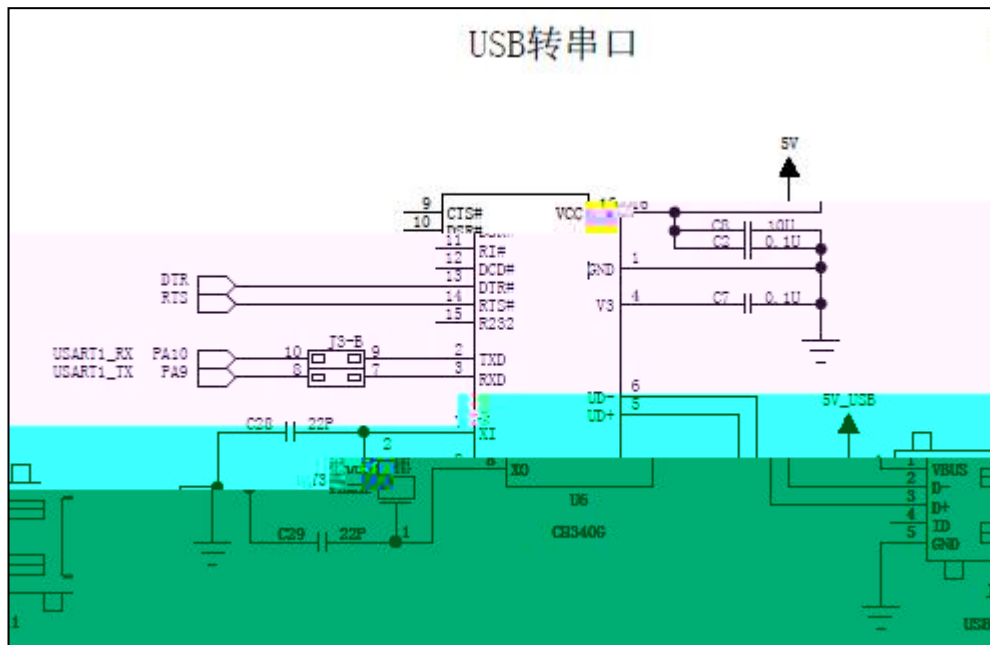 USB转串口
5V
9 CTS# VCC
10 DSR#
C8 10U
11 RI# C2 0.1U
12 DCD# GND 1
DTR 13 DTR#
RTS 14 RTS# V3 4 C7 0.1U
15 R232
J3-B
USART1_RX PA10 10 9 2 TXD
USART1_TX PA9 8 7 3 RXD
UD- 6
UD+ 5
5V_USB
C28 22P XI
2
8 XO
1 VBUS
2 D-
3 D+
4 ID
5 GND
U6
CH340G
C29 22P 1
1